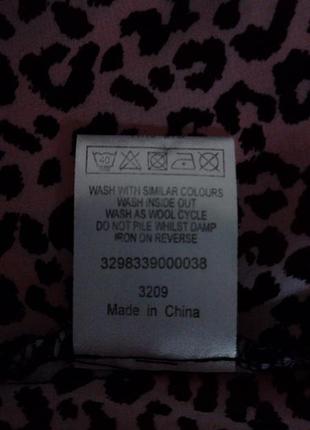 40
WASH WITH SIMILAR COLOURS
WASH INSIDE OUT
WASH AS WOOL CYCLE
DO NOT PILE WHILST DAMP
IRON ON REVERSE
3298339000038
3209
Made in China